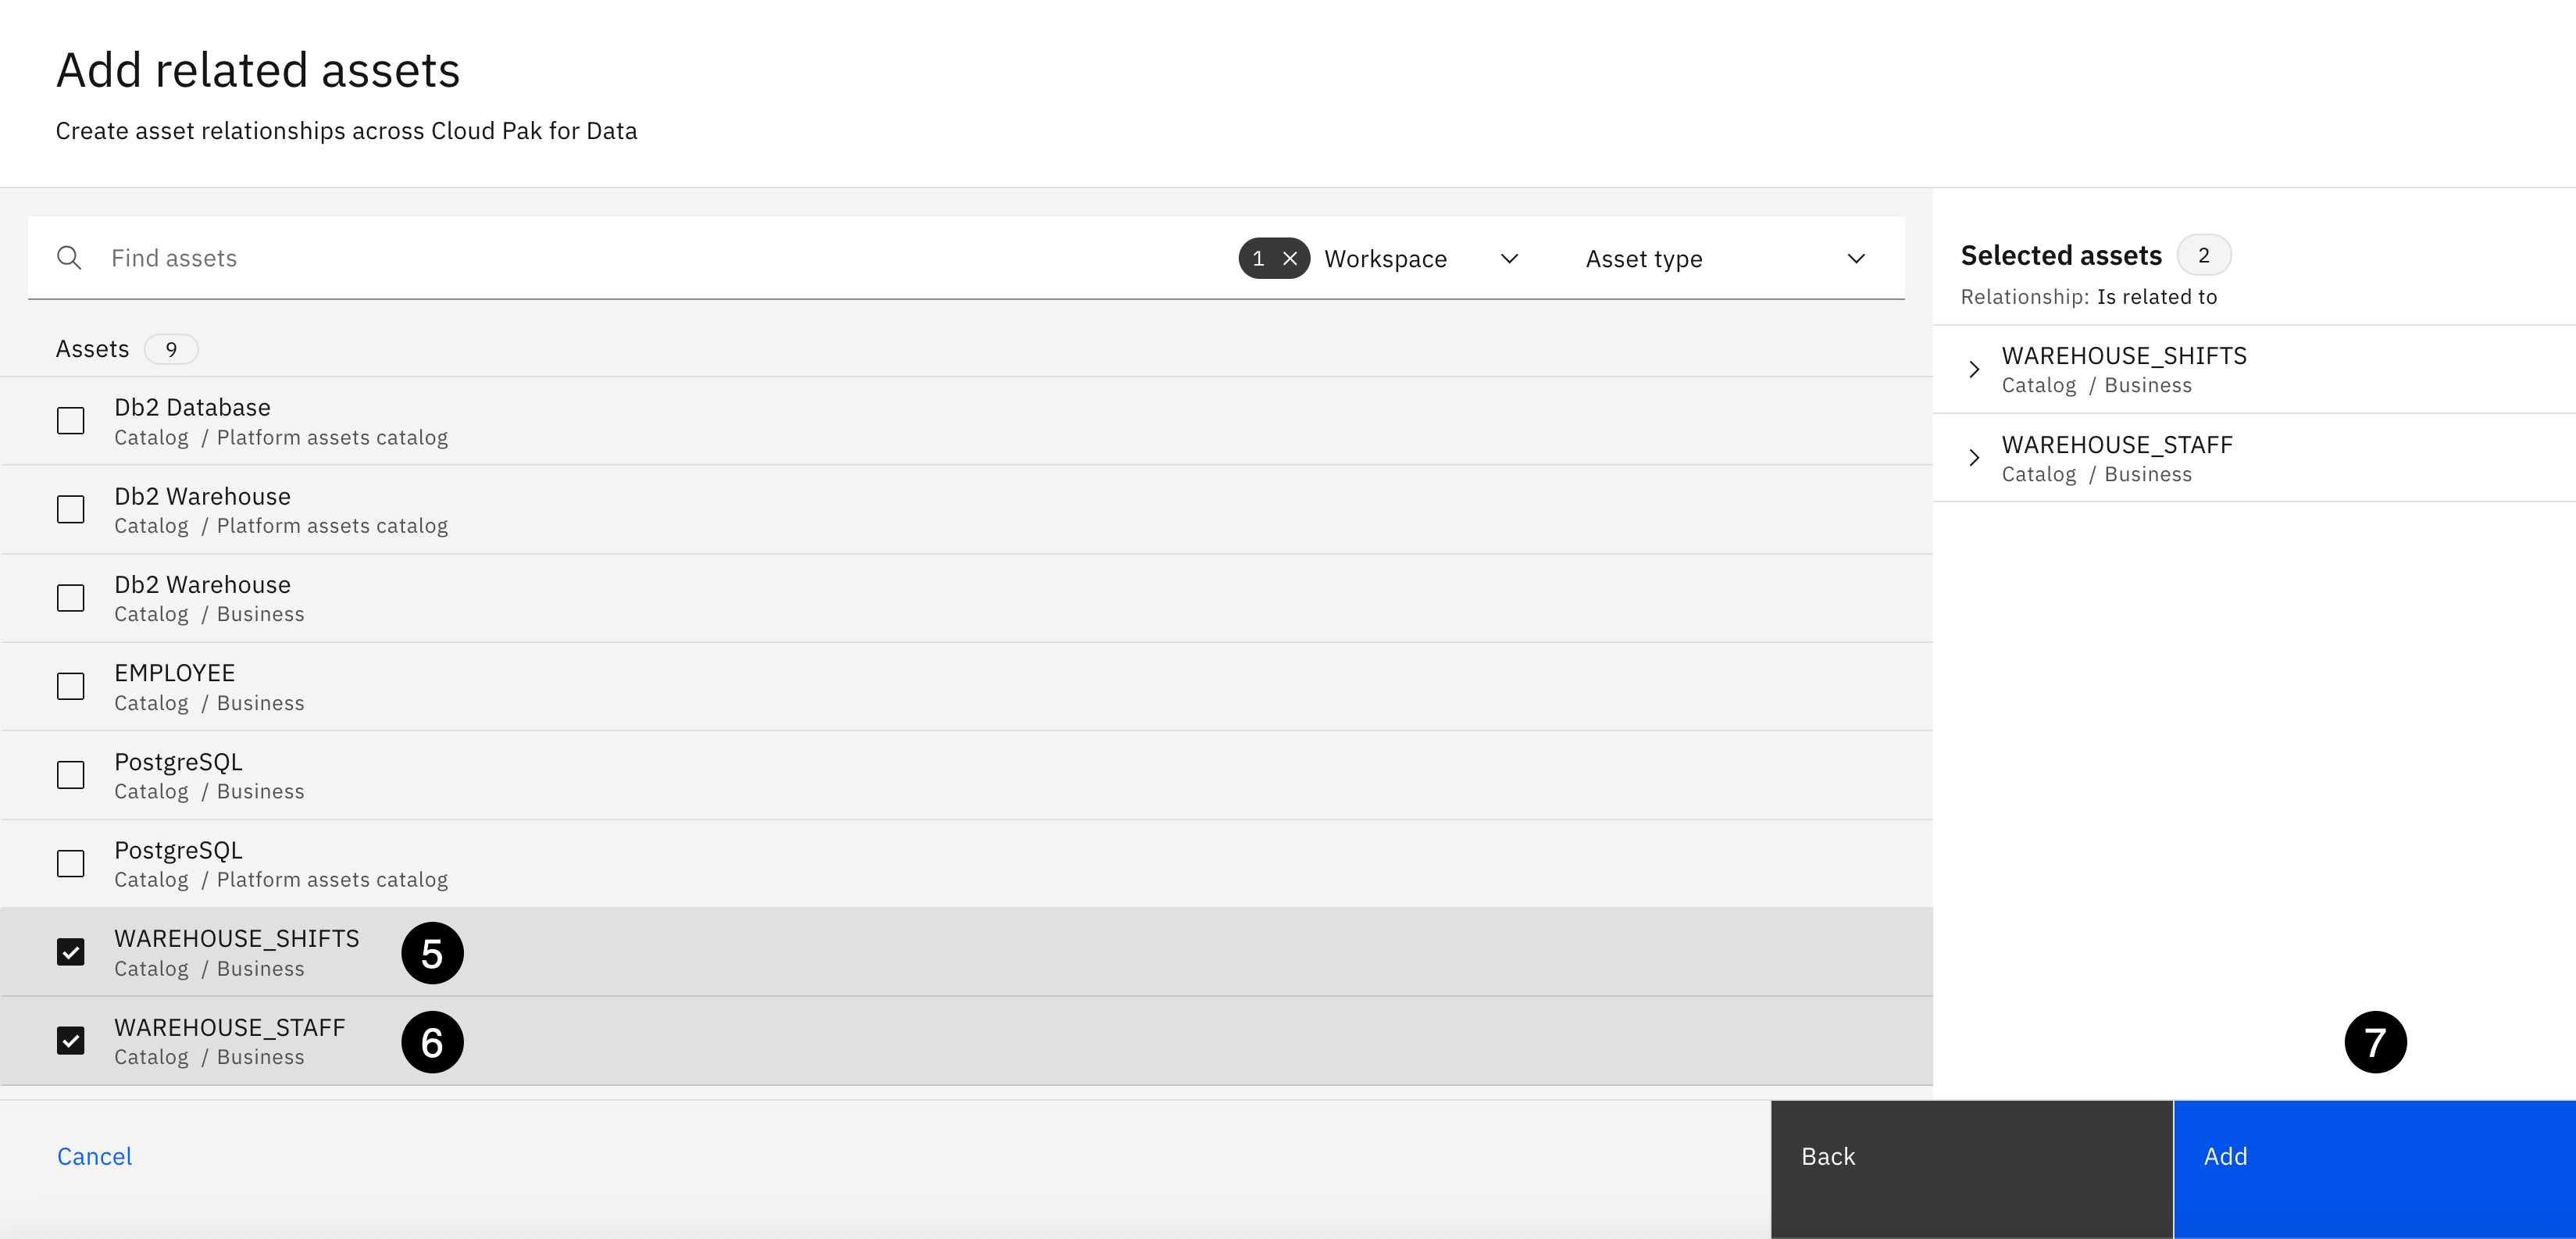 Add related assets
Create asset relationships across Cloud Pak for Data
Find assets
1
Workspace
Asset type
Assets 9
Db2 Database
Catalog / Platform assets catalog
Db2 Warehouse
Catalog / Platform assets catalog
Db2 Warehouse
Catalog / Business
EMPLOYEE
Catalog / Business
PostgreSQL
Catalog / Business
PostgreSQL
Catalog / Platform assets catalog
WAREHOUSE_SHIFTS
Catalog / Business
5
WAREHOUSE_STAFF
Catalog / Business
6
Selected assets 2
Relationship: Is related to
WAREHOUSE_SHIFTS
Catalog / Business
WAREHOUSE_STAFF
Catalog / Business
7
Cancel
Back
Add